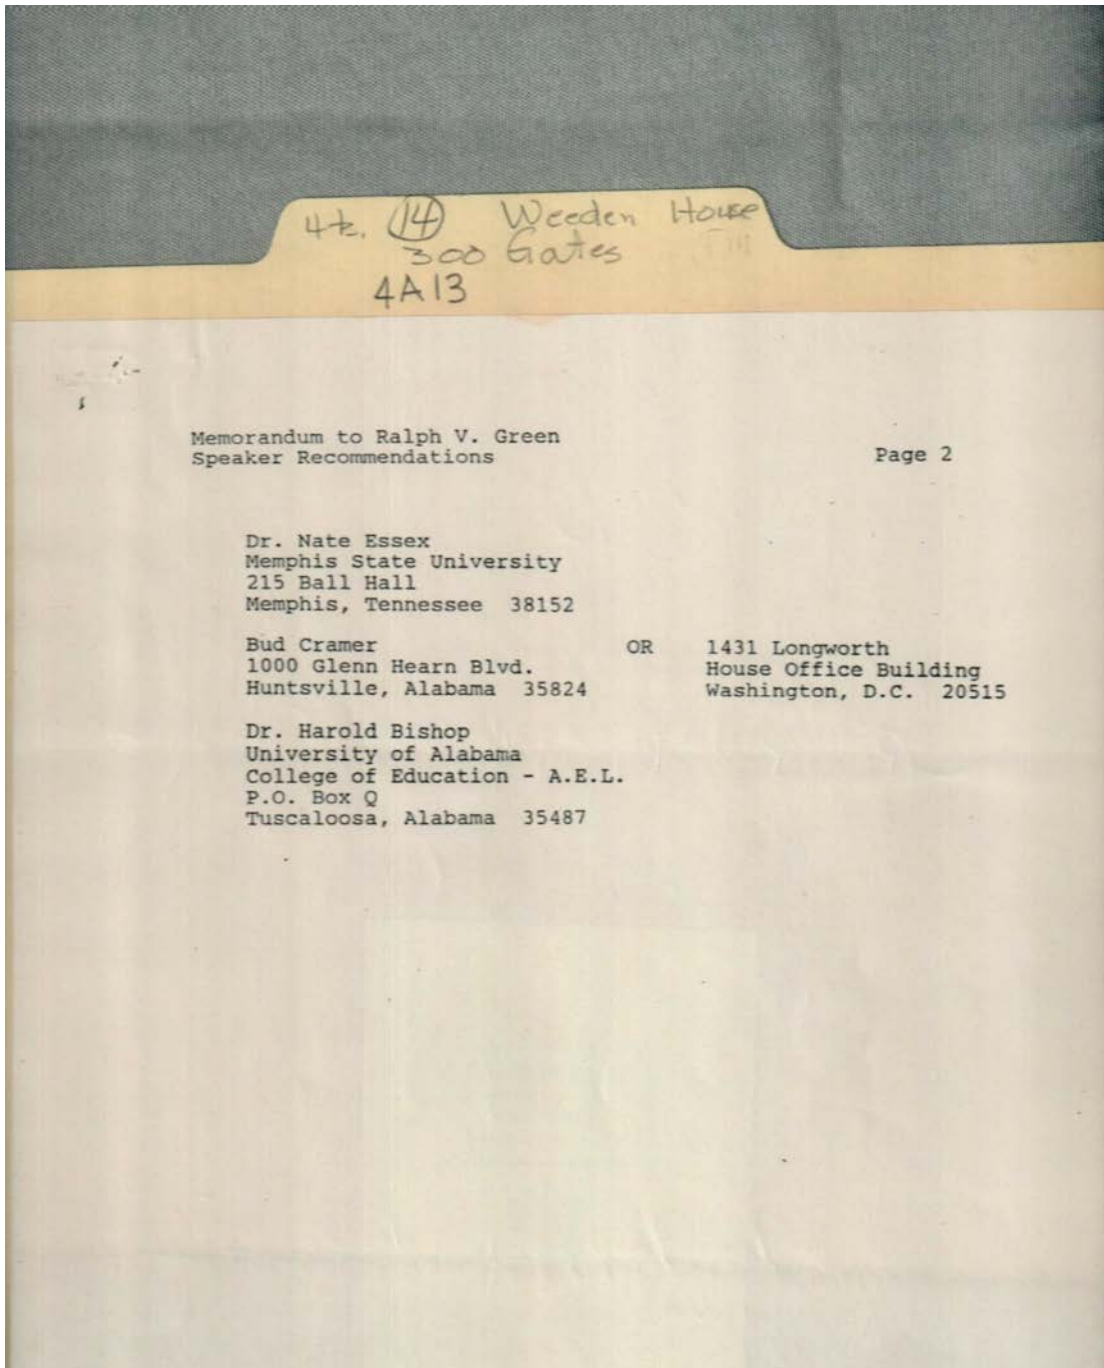 4k. 14 Weeden House
300 Gates
4A13
Memorandum to Ralph V. Green
Speaker Recommendations Page 2
Dr. Nate Essex
Memphis State University
215 Ball Hall
Memphis, Tennessee 38152
Bud Cramer OR 1431 Longworth
1000 Glenn Hearn Blvd. House Office Building
Huntsville, Alabama 35824 Washington, D.C. 20515
Dr. Harold Bishop
University of Alabama
College of Education - A.E.L.
P.O. Box Q
Tuscaloosa, Alabama 35487